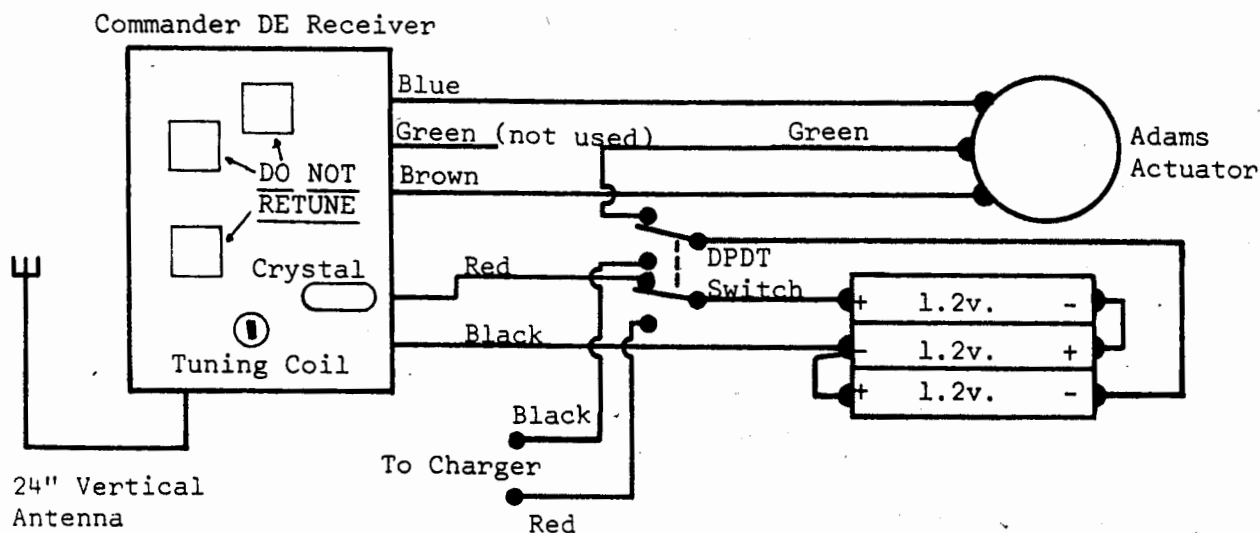 Commander DE Receiver
Blue
Green (not used)
Green
Adams
Actuator
DO NOT
RETUNE
Brown
Crystal
Red
DPDT
Switch
+ 1.2v. -
- 1.2v. +
+ 1.2v. -
Black
Tuning Coil
Black
To Charger
Red
24" Vertical
Antenna